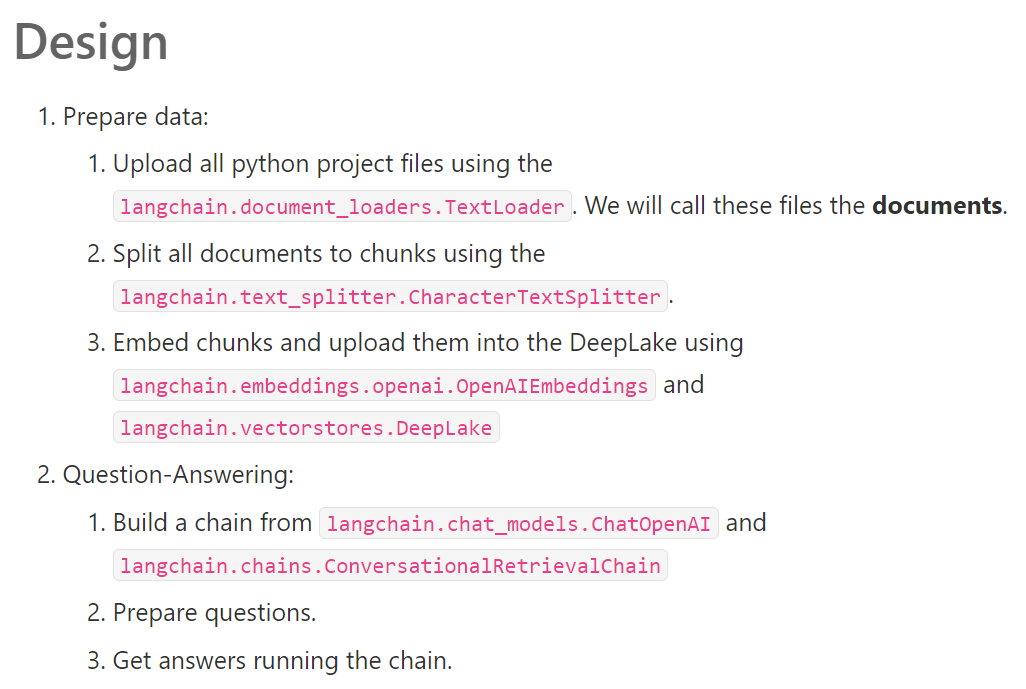 Design
1. Prepare data:
1. Upload all python project files using the
langchain.document_loaders.TextLoader. We will call these files the documents.
2. Split all documents to chunks using the
langchain.text_splitter.CharacterTextSplitter.
3. Embed chunks and upload them into the DeepLake using
langchain.embeddings.openai.OpenAIEmbeddings and
langchain.vectorstores.DeepLake
2. Question-Answering:
1. Build a chain from langchain.chat_models.ChatOpenAI and
langchain.chains.ConversationalRetrievalChain
2. Prepare questions.
3. Get answers running the chain.